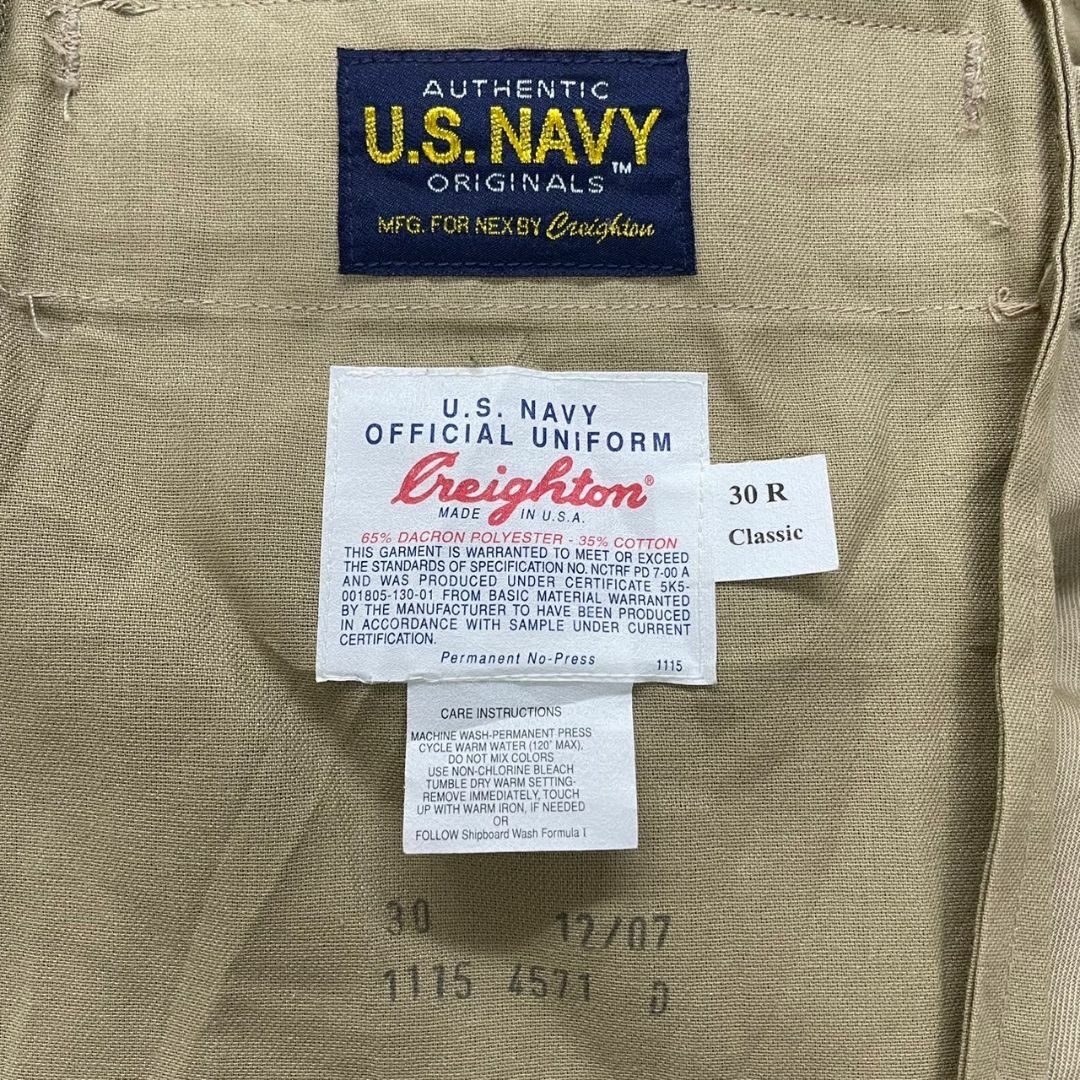 AUTHENTIC
U.S. NAVY™
ORIGINALS
MFG. FOR NEX BY Creighton
U.S. NAVY
OFFICIAL UNIFORM
Creighton®
MADE IN U.S.A.
65% DACRON POLYESTER - 35% COTTON
THIS GARMENT IS WARRANTED TO MEET OR EXCEED
THE STANDARDS OF SPECIFICATION NO. NCTRF PD 7-00 A
AND WAS PRODUCED UNDER CERTIFICATE 5K5-
001805-130-01 FROM BASIC MATERIAL WARRANTED
BY THE MANUFACTURER TO HAVE BEEN PRODUCED
IN ACCORDANCE WITH SAMPLE UNDER CURRENT
CERTIFICATION.
Permanent No-Press 1115
30 R
Classic
CARE INSTRUCTIONS
MACHINE WASH-PERMANENT PRESS
CYCLE WARM WATER (120° MAX),
DO NOT MIX COLORS
USE NON-CHLORINE BLEACH
TUMBLE DRY WARM SETTING-
REMOVE IMMEDIATELY, TOUCH
UP WITH WARM IRON, IF NEEDED
OR
FOLLOW Shipboard Wash Formula I
30 12/07
1115 4571 D